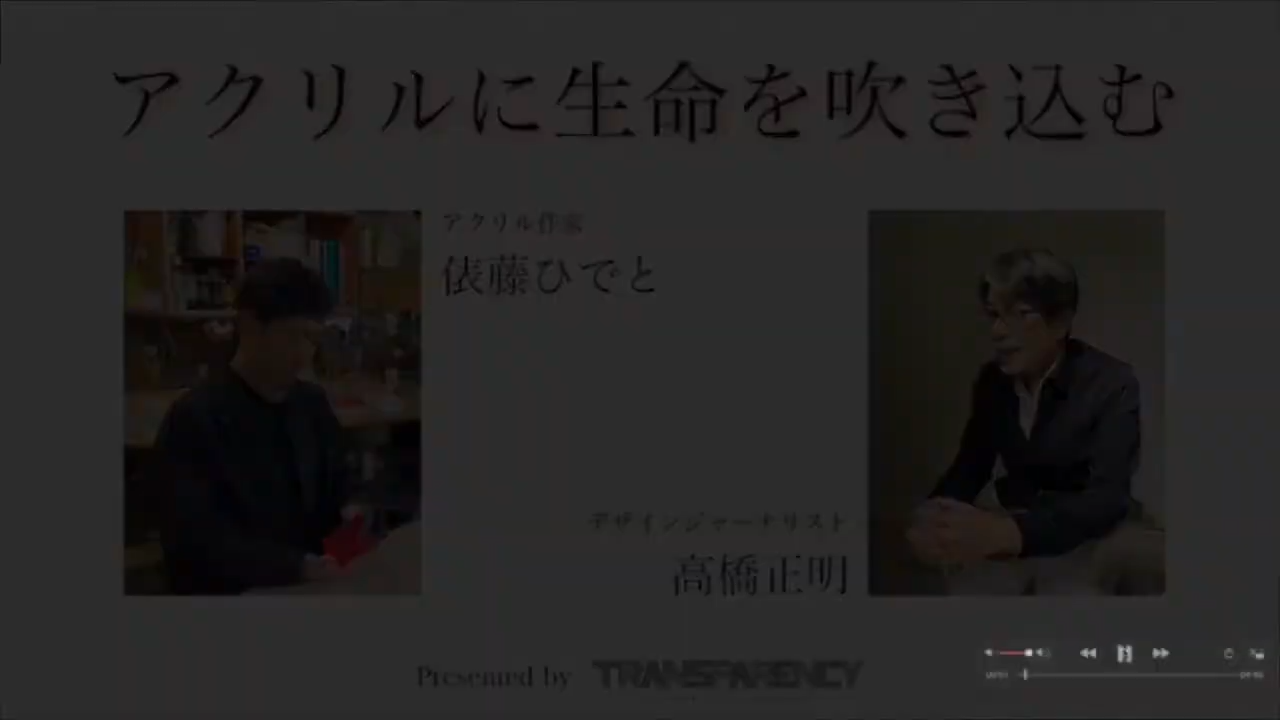 アクリルに生命を吹き込む
アクリル作家
俵藤ひでと
デザインジャーナリスト
高橋正明
Presented by TRANSPARENCY